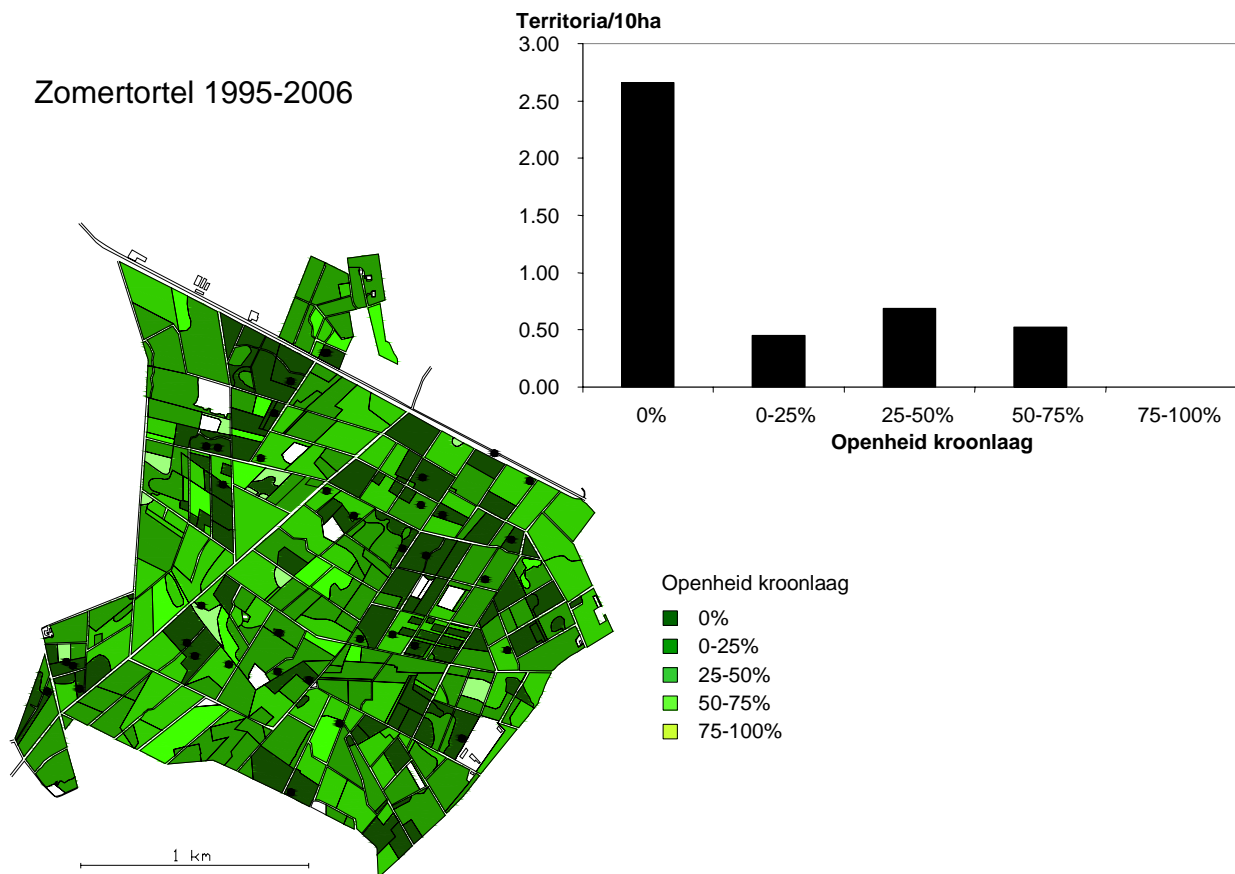 Territoria/10ha
Zomertortel 1995-2006
3.00
2.50
2.00
1.50
1.00
0.50
0.00
0% 0-25% 25-50% 50-75% 75-100%
Openheid kroonlaag
Openheid kroonlaag
0%
0-25%
25-50%
50-75%
75-100%
1 km